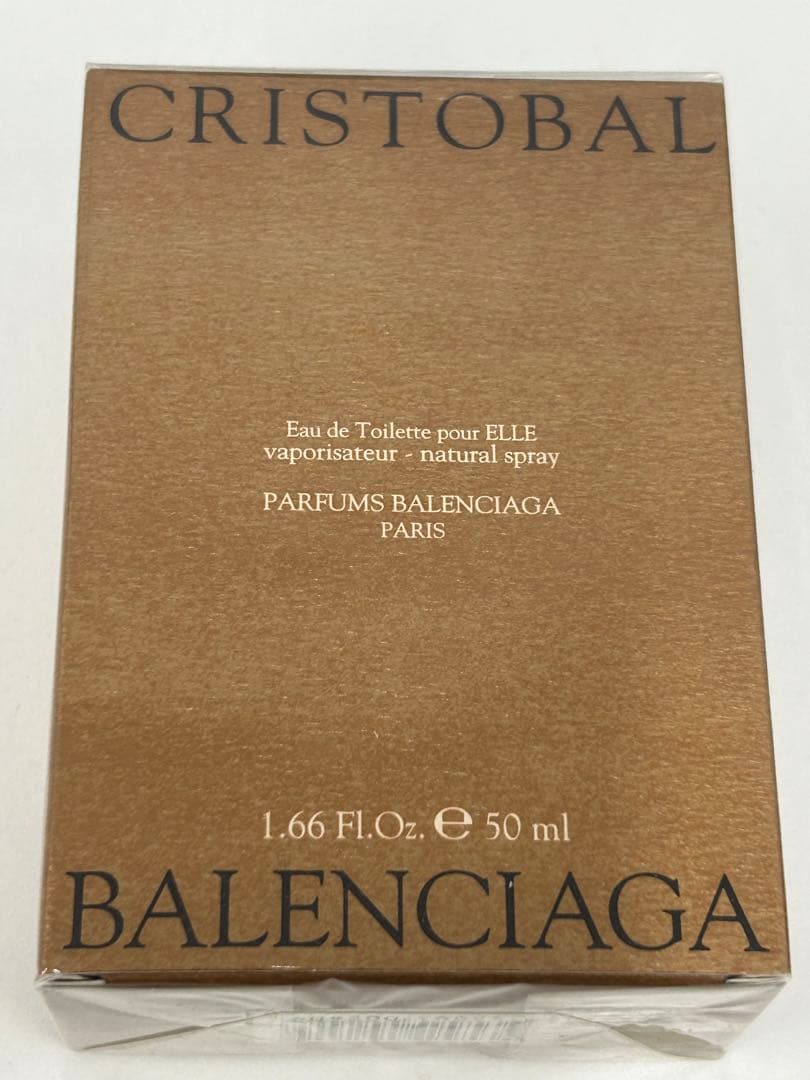 CRISTOBAL
Eau de Toilette pour ELLE
vaporisateur - natural spray
PARFUMS BALENCIAGA
PARIS
1.66 Fl.Oz. ℮ 50 ml
BALENCIAGA